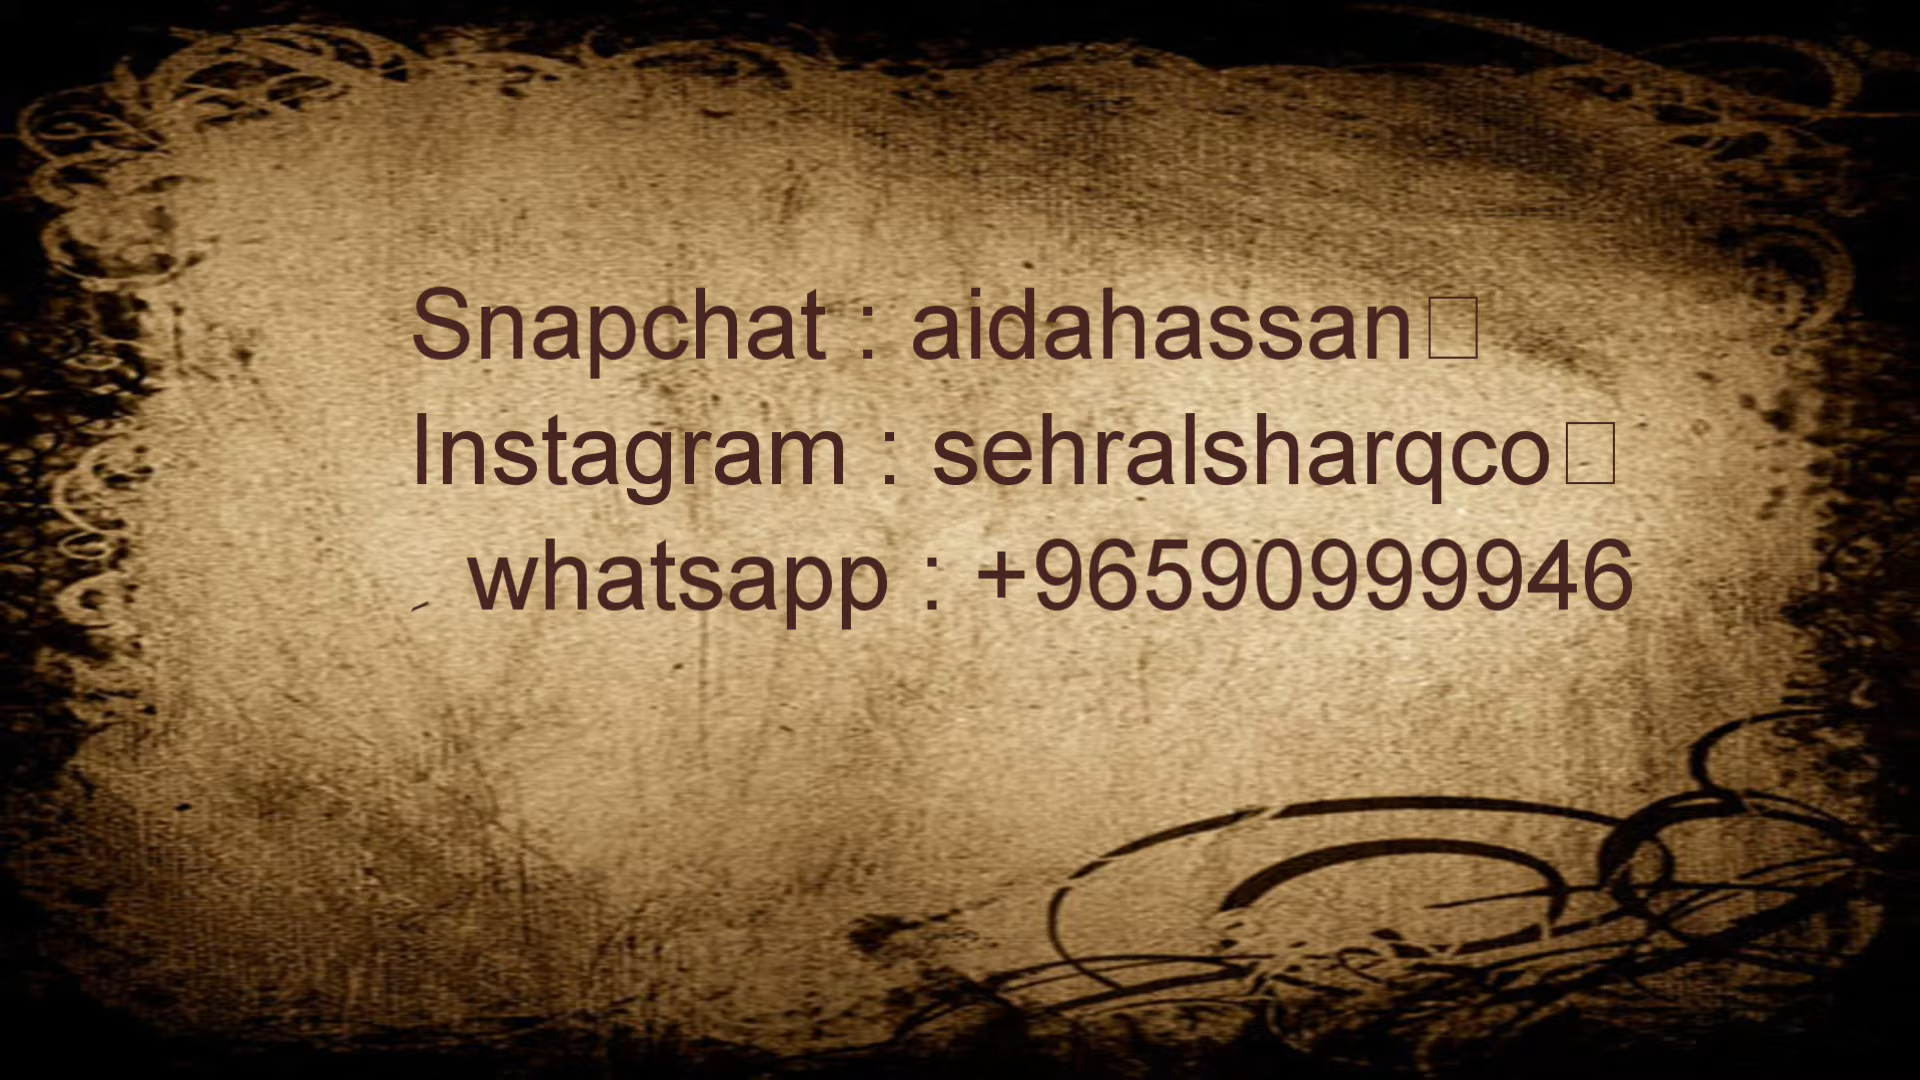 Snapchat : aidahassan
Instagram : sehralsharqco
whatsapp : +96590999946